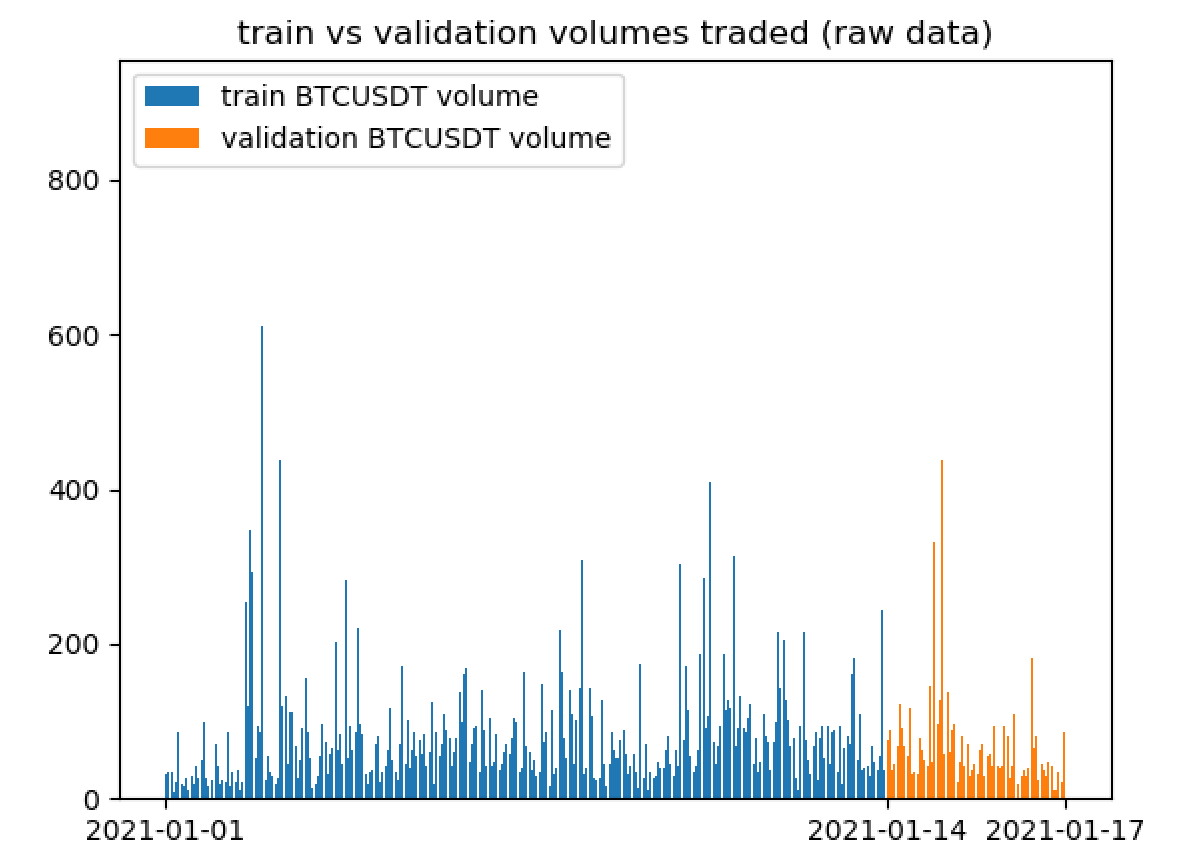 train vs validation volumes traded (raw data)
train BTCUSDT volume
validation BTCUSDT volume
800
600
400
200
0
2021-01-01 2021-01-14 2021-01-17